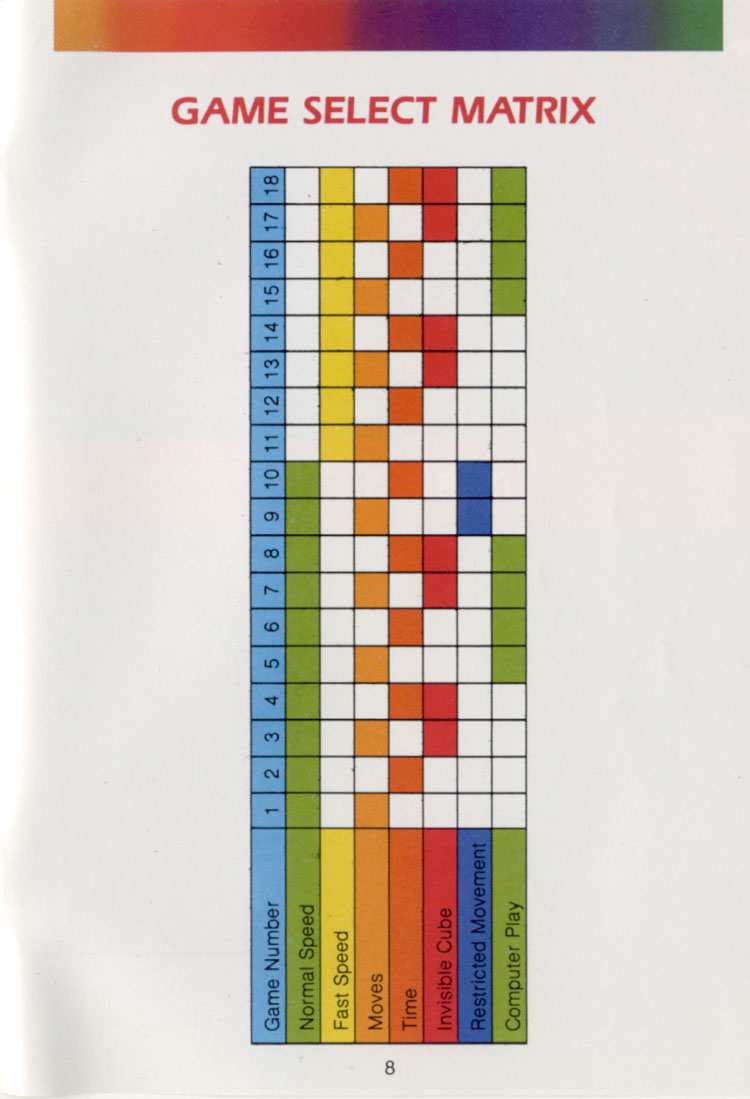 GAME SELECT MATRIX
Game Number 1 2 3 4 5 6 7 8 9 10 11 12 13 14 15 16 17 18
Normal Speed
Fast Speed
Moves
Time
Invisible Cube
Restricted Movement
Computer Play
8